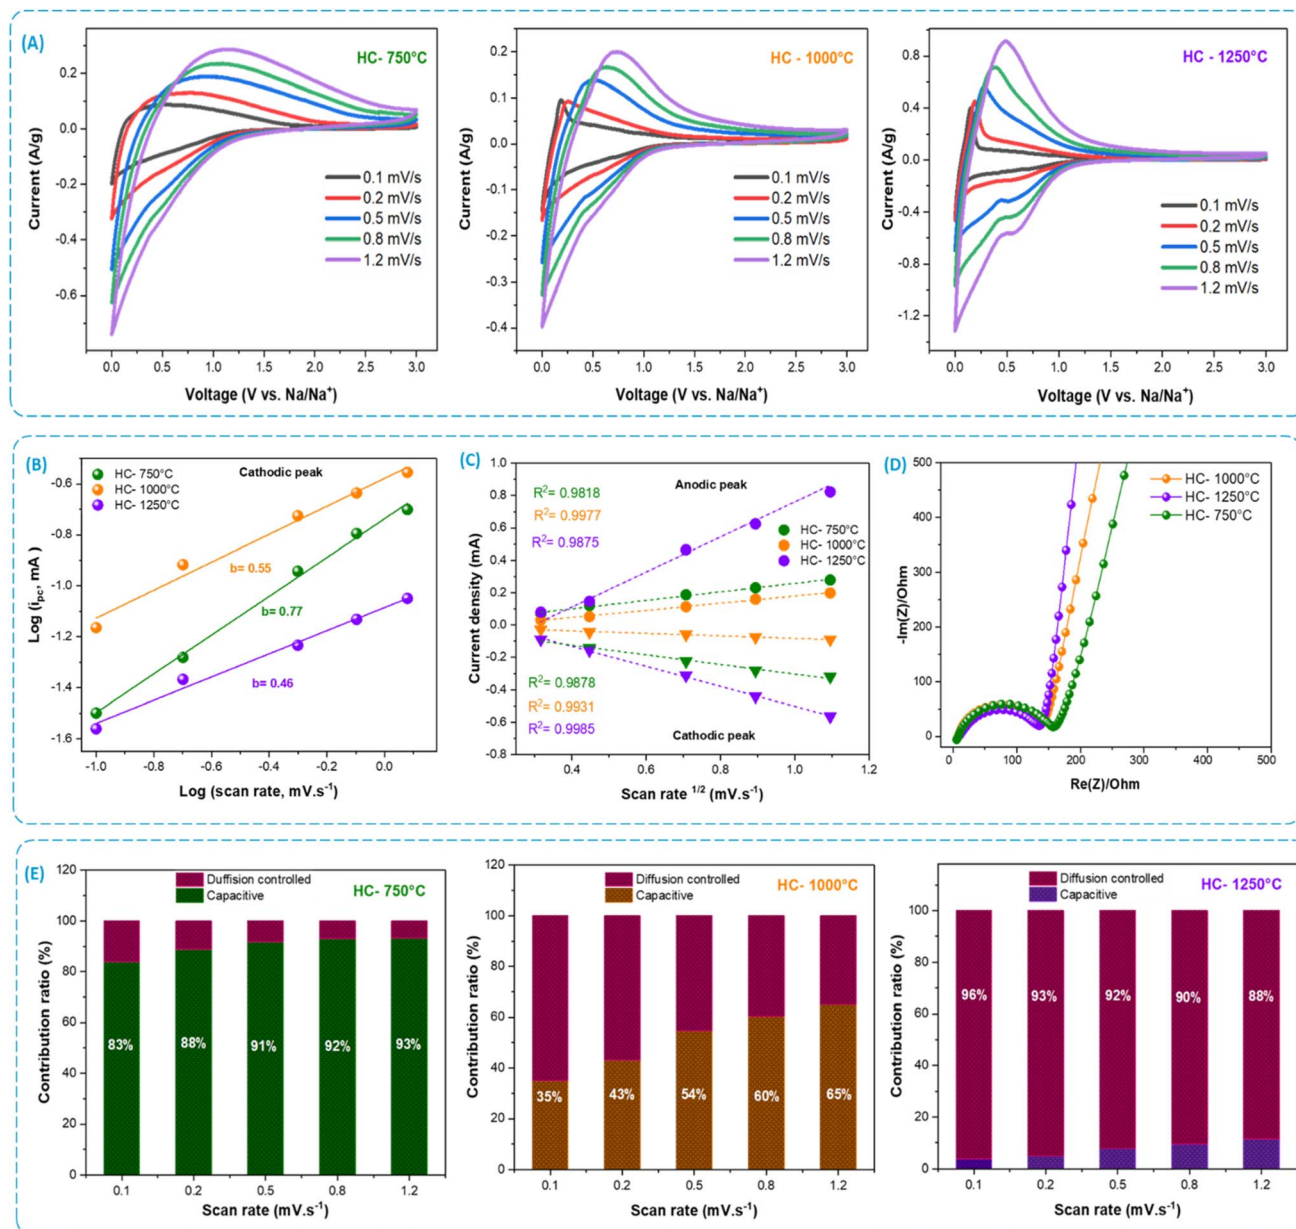 (A)
HC- 750°C
Current (A/g)
0.2
0.0
-0.2
-0.4
-0.6
0.1 mV/s
0.2 mV/s
0.5 mV/s
0.8 mV/s
1.2 mV/s
0.0 0.5 1.0 1.5 2.0 2.5 3.0
Voltage (V vs. Na/Na⁺)
HC - 1000°C
Current (A/g)
0.2
0.1
0.0
-0.1
-0.2
-0.3
-0.4
0.1 mV/s
0.2 mV/s
0.5 mV/s
0.8 mV/s
1.2 mV/s
0.0 0.5 1.0 1.5 2.0 2.5 3.0
Voltage (V vs. Na/Na⁺)
HC - 1250°C
Current (A/g)
0.8
0.4
0.0
-0.4
-0.8
-1.2
0.1 mV/s
0.2 mV/s
0.5 mV/s
0.8 mV/s
1.2 mV/s
0.0 0.5 1.0 1.5 2.0 2.5 3.0
Voltage (V vs. Na/Na⁺)
(B)
Cathodic peak
HC- 750°C
HC- 1000°C
HC- 1250°C
Log (i_pc, mA )
-0.6
-0.8
-1.0
-1.2
-1.4
-1.6
b= 0.55
b= 0.77
b= 0.46
-1.0 -0.8 -0.6 -0.4 -0.2 0.0
Log (scan rate, mV.s⁻¹)
(C)
Current density (mA)
1.0
0.8
0.6
0.4
0.2
0.0
0.2
0.4
0.6
-0.8
Anodic peak
R²= 0.9818
R²= 0.9977
R²= 0.9875
HC- 750°C
HC- 1000°C
HC- 1250°C
R²= 0.9878
R²= 0.9931
R²= 0.9985
Cathodic peak
0.4 0.6 0.8 1.0 1.2
Scan rate ¹/² (mV.s⁻¹)
(D)
HC- 1000°C
HC- 1250°C
HC- 750°C
-Im(Z)/Ohm
500
400
300
200
100
0
0 100 200 300 400 500
Re(Z)/Ohm
(E)
Duffision controlled
Capacitive
HC- 750°C
Contribution ratio (%)
120
100
80
60
40
20
0
83% 88% 91% 92% 93%
0.1 0.2 0.5 0.8 1.2
Scan rate (mV.s⁻¹)
Diffusion controlled
Capacitive
HC- 1000°C
Contribution ratio (%)
120
100
80
60
40
20
0
35% 43% 54% 60% 65%
0.1 0.2 0.5 0.8 1.2
Scan rate (mV.s⁻¹)
Diffusion controlled
Capacitive
HC- 1250°C
Contribution ratio (%)
120
100
80
60
40
20
0
96% 93% 92% 90% 88%
0.1 0.2 0.5 0.8 1.2
Scan rate (mV.s⁻¹)